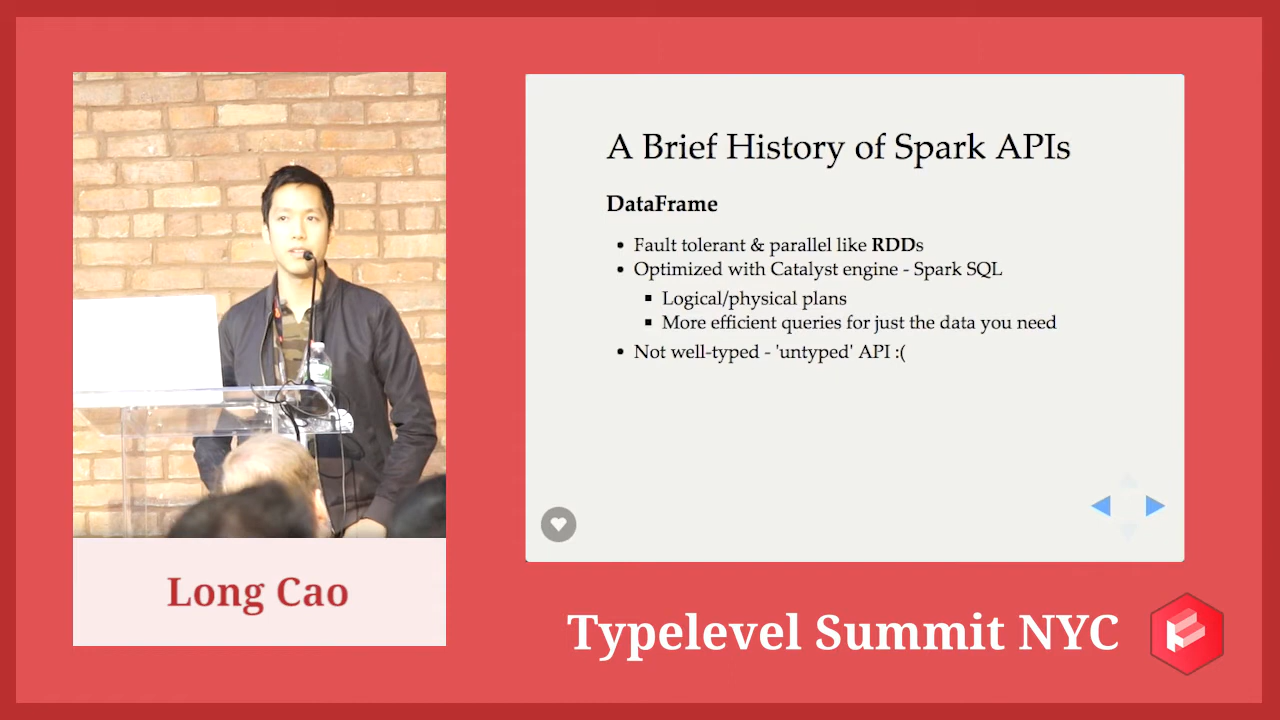 A Brief History of Spark APIs
DataFrame
Fault tolerant & parallel like RDDs
Optimized with Catalyst engine - Spark SQL
Logical/physical plans
More efficient queries for just the data you need
Not well-typed - 'untyped' API :(
Long Cao
Typelevel Summit NYC